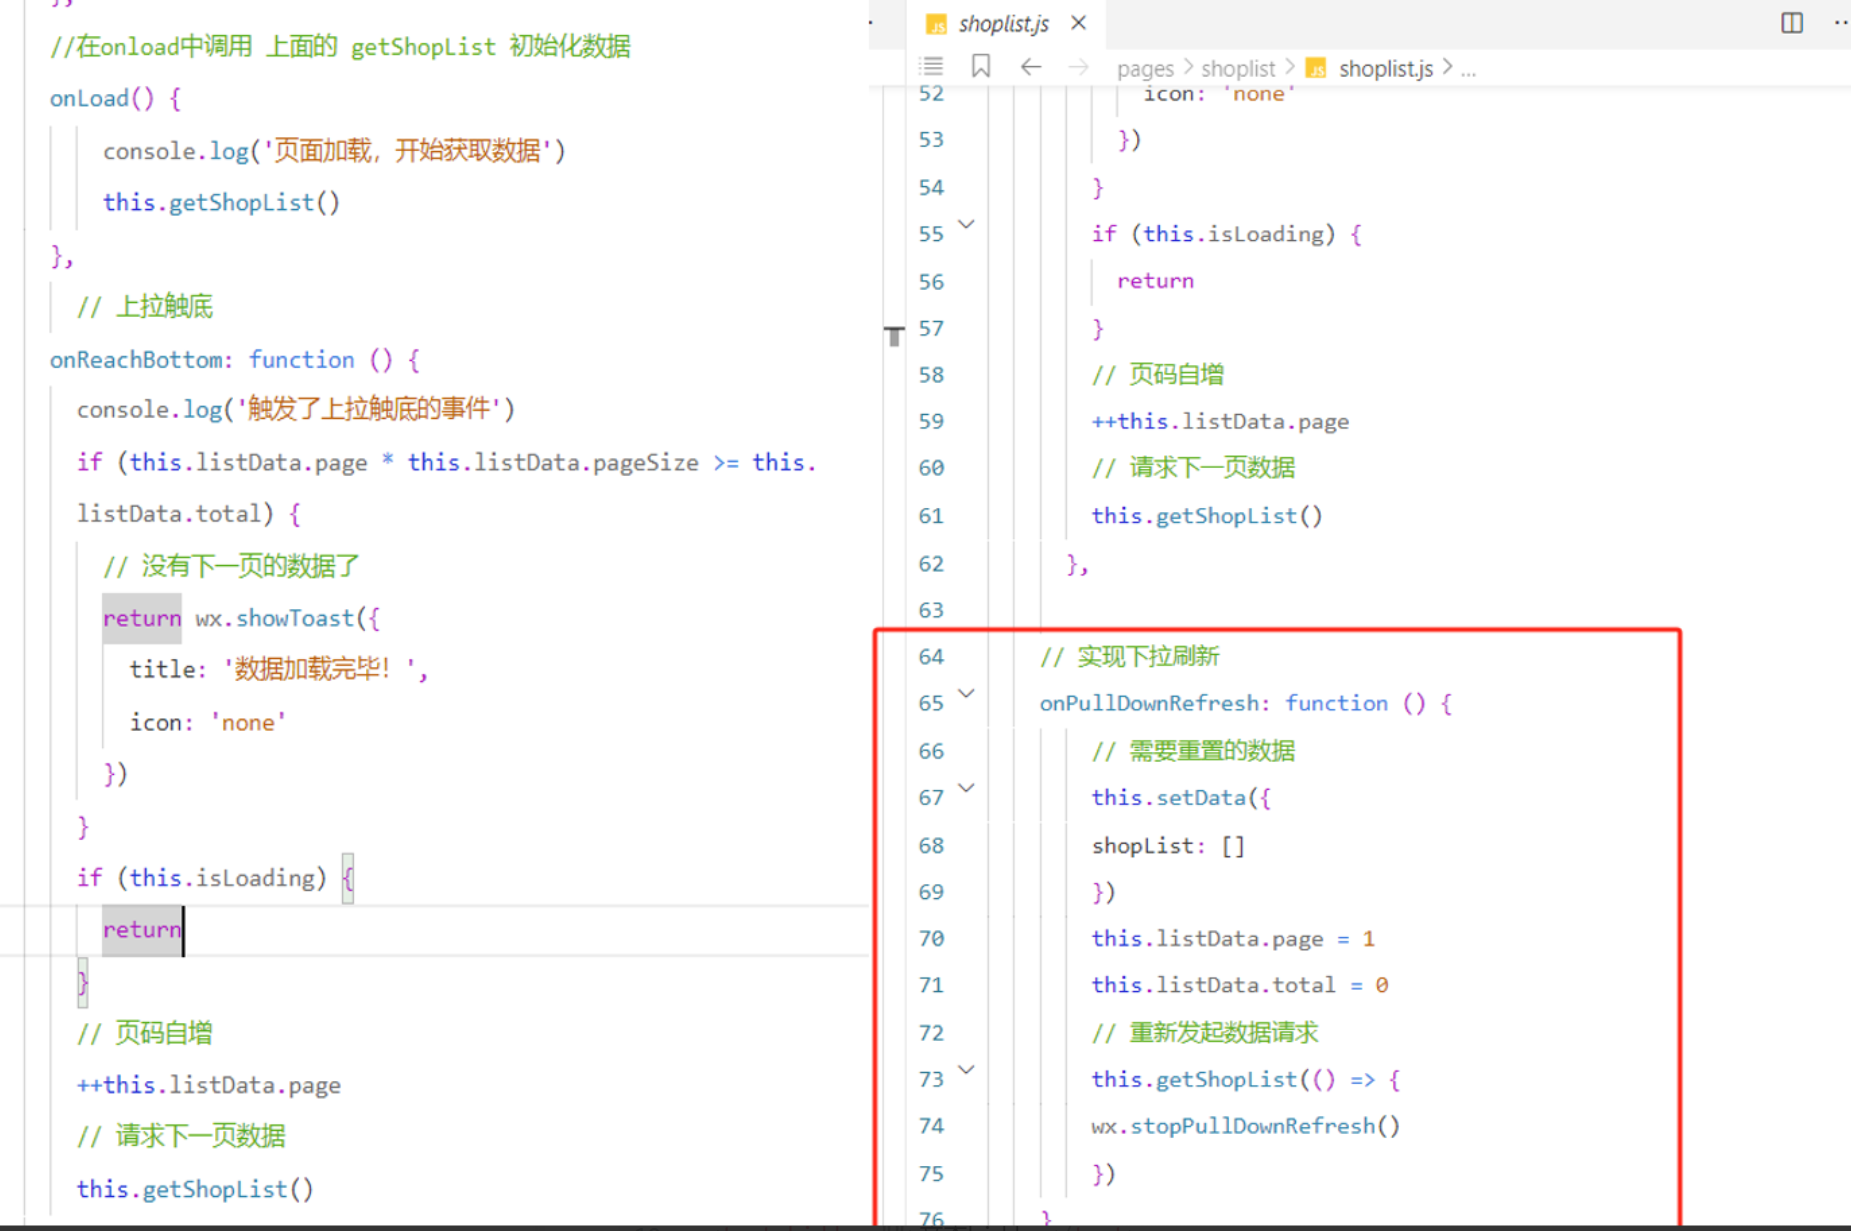 },
//在onload中调用 上面的 getShopList 初始化数据
onLoad() {
console.log('页面加载，开始获取数据')
this.getShopList()
},
// 上拉触底
onReachBottom: function () {
console.log('触发了上拉触底的事件')
if (this.listData.page * this.listData.pageSize >= this.
listData.total) {
// 没有下一页的数据了
return wx.showToast({
title: '数据加载完毕！',
icon: 'none'
})
}
if (this.isLoading) {
return
}
// 页码自增
++this.listData.page
// 请求下一页数据
this.getShopList()
JS shoplist.js ×
pages > shoplist > JS shoplist.js > ...
52 icon: 'none'
53 })
54 }
55 if (this.isLoading) {
56 return
57 }
58 // 页码自增
59 ++this.listData.page
60 // 请求下一页数据
61 this.getShopList()
62 },
63
64 // 实现下拉刷新
65 onPullDownRefresh: function () {
66 // 需要重置的数据
67 this.setData({
68 shopList: []
69 })
70 this.listData.page = 1
71 this.listData.total = 0
72 // 重新发起数据请求
73 this.getShopList(() => {
74 wx.stopPullDownRefresh()
75 })
76 }